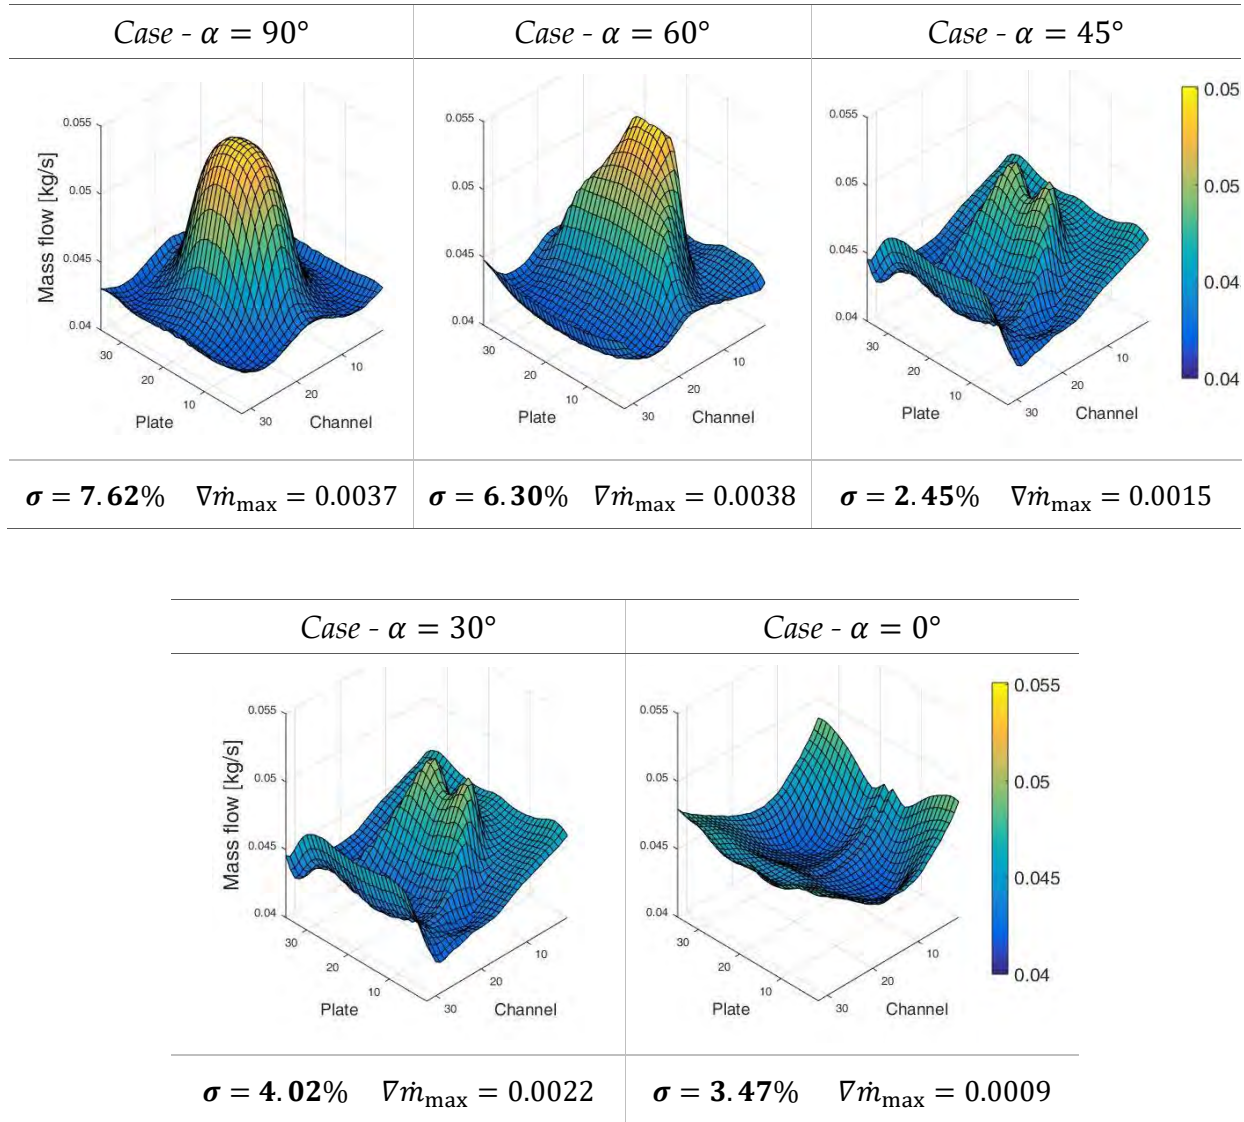 Case - α = 90° Case - α = 60° Case - α = 45°
0.055 0.055 0.055 0.05
0.05 0.05 0.05 0.05
0.045 0.045 0.045 0.04
0.04 0.04 0.04 0.04
Mass flow [kg/s]
30 20 10 Plate 30 20 10 Channel
30 20 10 Plate 30 20 10 Channel
30 20 10 Plate 30 20 10 Channel
σ = 7.62% ∇ṁmax = 0.0037 σ = 6.30% ∇ṁmax = 0.0038 σ = 2.45% ∇ṁmax = 0.0015
Case - α = 30° Case - α = 0°
0.055 0.055 0.055
0.05 0.05 0.05
0.045 0.045 0.045
0.04 0.04 0.04
Mass flow [kg/s]
30 20 10 Plate 30 20 10 Channel
30 20 10 Plate 30 20 10 Channel
σ = 4.02% ∇ṁmax = 0.0022 σ = 3.47% ∇ṁmax = 0.0009